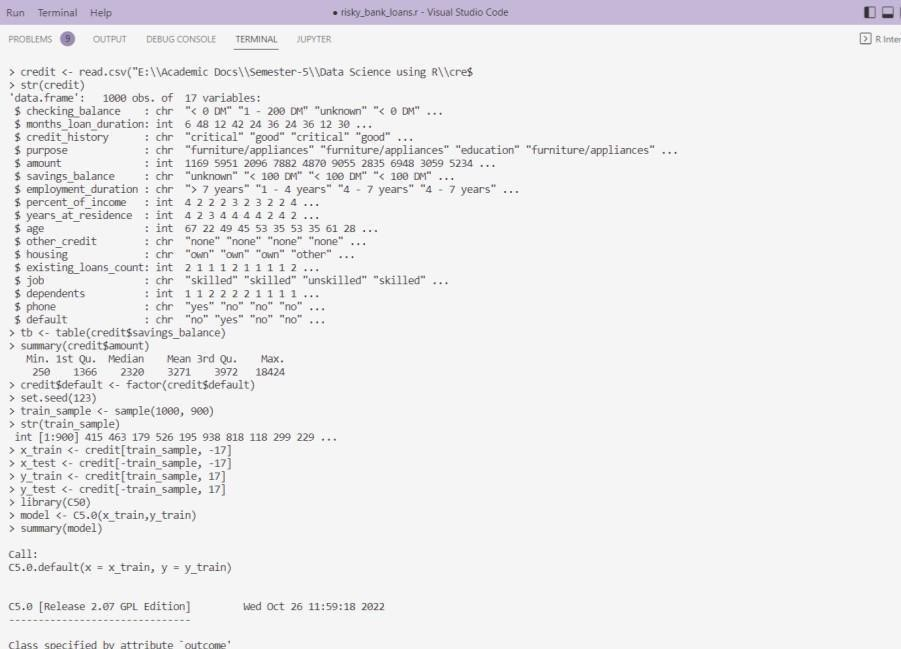 Run Terminal Help ● risky_bank_loans.r - Visual Studio Code
PROBLEMS 9 OUTPUT DEBUG CONSOLE TERMINAL JUPYTER R Inter
> credit <- read.csv("E:\\Academic Docs\\Semester-5\\Data Science using R\\cre$
> str(credit)
'data.frame':   1000 obs. of  17 variables:
 $ checking_balance    : chr  "< 0 DM" "1 - 200 DM" "unknown" "< 0 DM" ...
 $ months_loan_duration: int  6 48 12 42 24 36 24 36 12 30 ...
 $ credit_history      : chr  "critical" "good" "critical" "good" ...
 $ purpose             : chr  "furniture/appliances" "furniture/appliances" "education" "furniture/appliances" ...
 $ amount              : int  1169 5951 2096 7882 4870 9055 2835 6948 3059 5234 ...
 $ savings_balance     : chr  "unknown" "< 100 DM" "< 100 DM" "< 100 DM" ...
 $ employment_duration : chr  "> 7 years" "1 - 4 years" "4 - 7 years" "4 - 7 years" ...
 $ percent_of_income   : int  4 2 2 2 3 2 3 2 2 4 ...
 $ years_at_residence  : int  4 2 3 4 4 4 4 2 4 2 ...
 $ age                 : int  67 22 49 45 53 35 53 35 61 28 ...
 $ other_credit        : chr  "none" "none" "none" "none" ...
 $ housing             : chr  "own" "own" "own" "other" ...
 $ existing_loans_count: int  2 1 1 1 2 1 1 1 1 2 ...
 $ job                 : chr  "skilled" "skilled" "unskilled" "skilled" ...
 $ dependents          : int  1 1 2 2 2 2 1 1 1 1 ...
 $ phone               : chr  "yes" "no" "no" "no" ...
 $ default             : chr  "no" "yes" "no" "no" ...
> tb <- table(credit$savings_balance)
> summary(credit$amount)
   Min. 1st Qu.  Median    Mean 3rd Qu.    Max.
    250    1366    2320    3271    3972   18424
> credit$default <- factor(credit$default)
> set.seed(123)
> train_sample <- sample(1000, 900)
> str(train_sample)
 int [1:900] 415 463 179 526 195 938 818 118 299 229 ...
> x_train <- credit[train_sample, -17]
> x_test <- credit[-train_sample, -17]
> y_train <- credit[train_sample, 17]
> y_test <- credit[-train_sample, 17]
> library(C50)
> model <- C5.0(x_train,y_train)
> summary(model)
Call:
C5.0.default(x = x_train, y = y_train)
C5.0 [Release 2.07 GPL Edition]         Wed Oct 26 11:59:18 2022
-------------------------------
Class specified by attribute `outcome'